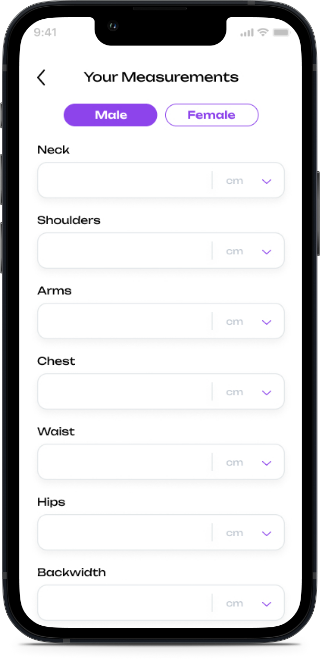 9:41
Your Measurements
Male Female
Neck
cm
Shoulders
cm
Arms
cm
Chest
cm
Waist
cm
Hips
cm
Backwidth
cm